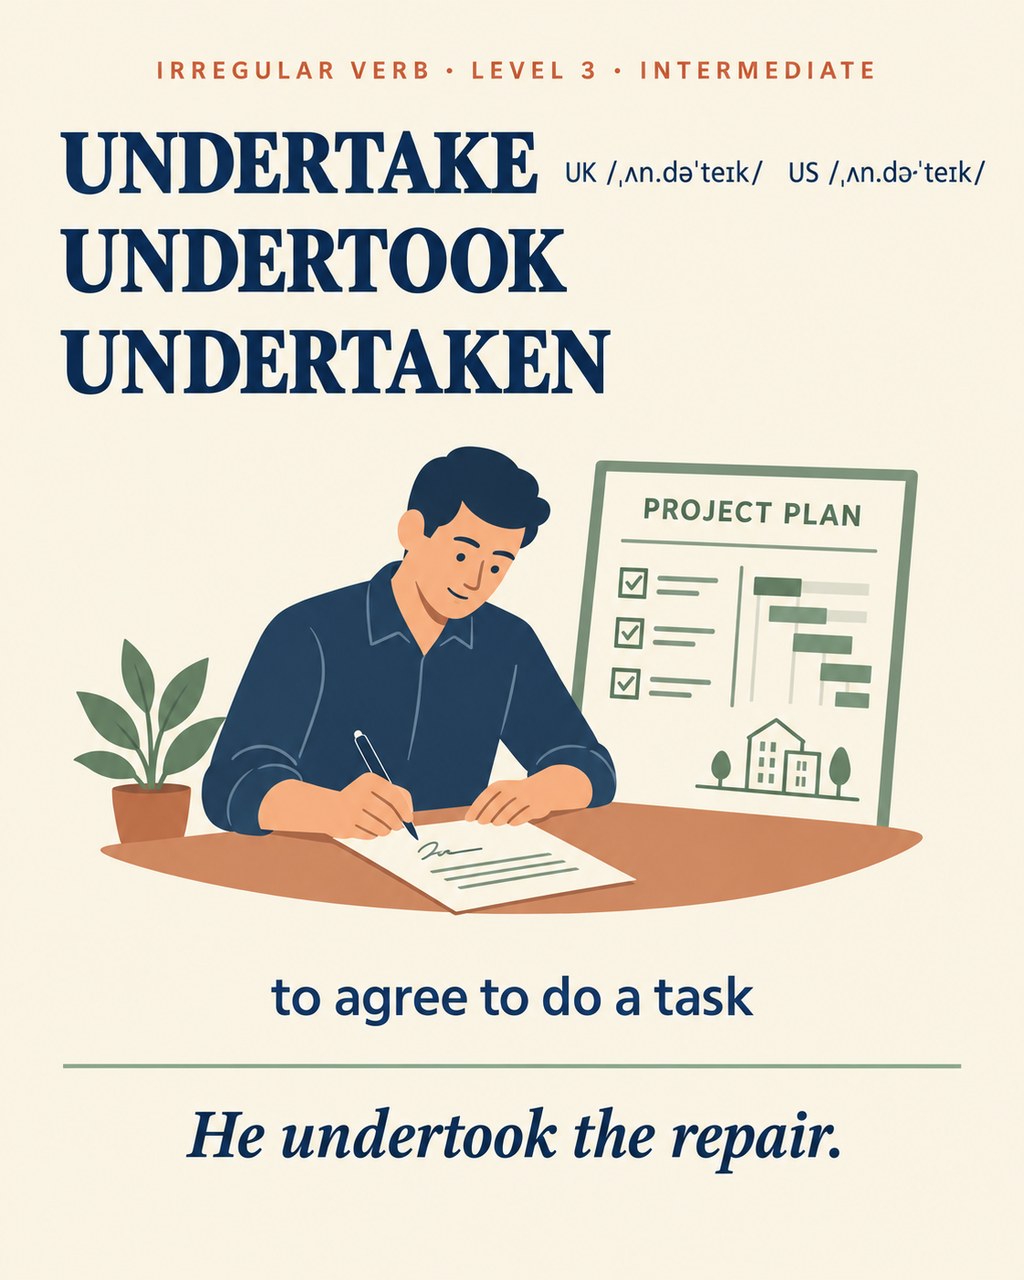 IRREGULAR VERB · LEVEL 3 · INTERMEDIATE
UNDERTAKE UK /ˌʌn.dəˈteɪk/ US /ˌʌn.dɚˈteɪk/
UNDERTOOK
UNDERTAKEN
PROJECT PLAN
to agree to do a task
He undertook the repair.